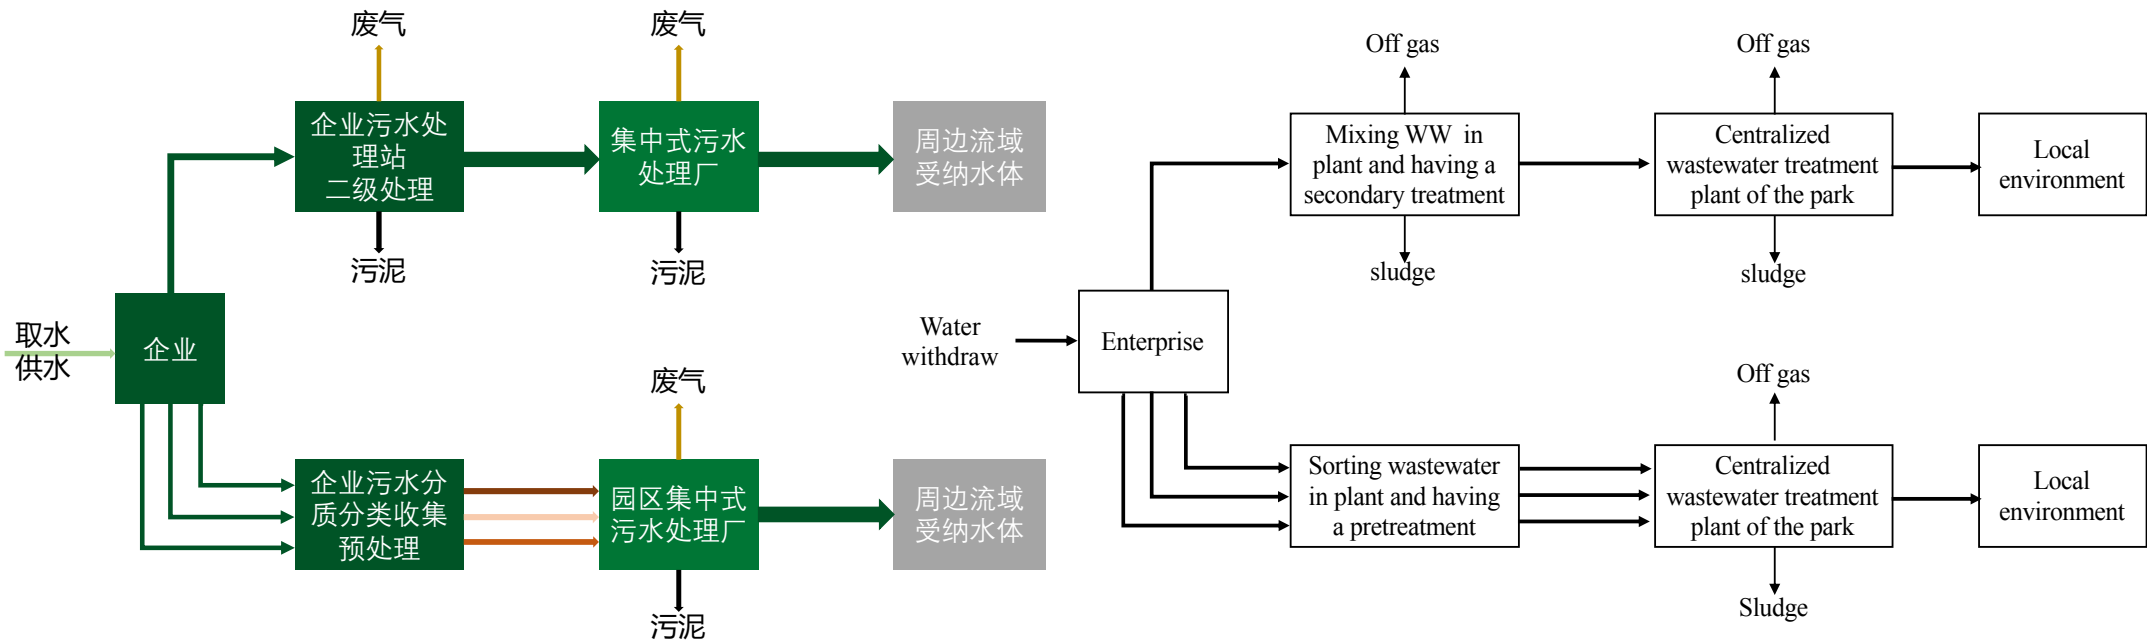 废气
废气
企业污水处
理站
二级处理
集中式污水
处理厂
周边流域
受纳水体
污泥
污泥
取水
供水
企业
废气
企业污水分
质分类收集
预处理
园区集中式
污水处理厂
周边流域
受纳水体
污泥
Off gas
Off gas
Mixing WW in
plant and having a
secondary treatment
Centralized
wastewater treatment
plant of the park
Local
environment
sludge
sludge
Water
withdraw
Enterprise
Off gas
Sorting wastewater
in plant and having
a pretreatment
Centralized
wastewater treatment
plant of the park
Local
environment
Sludge